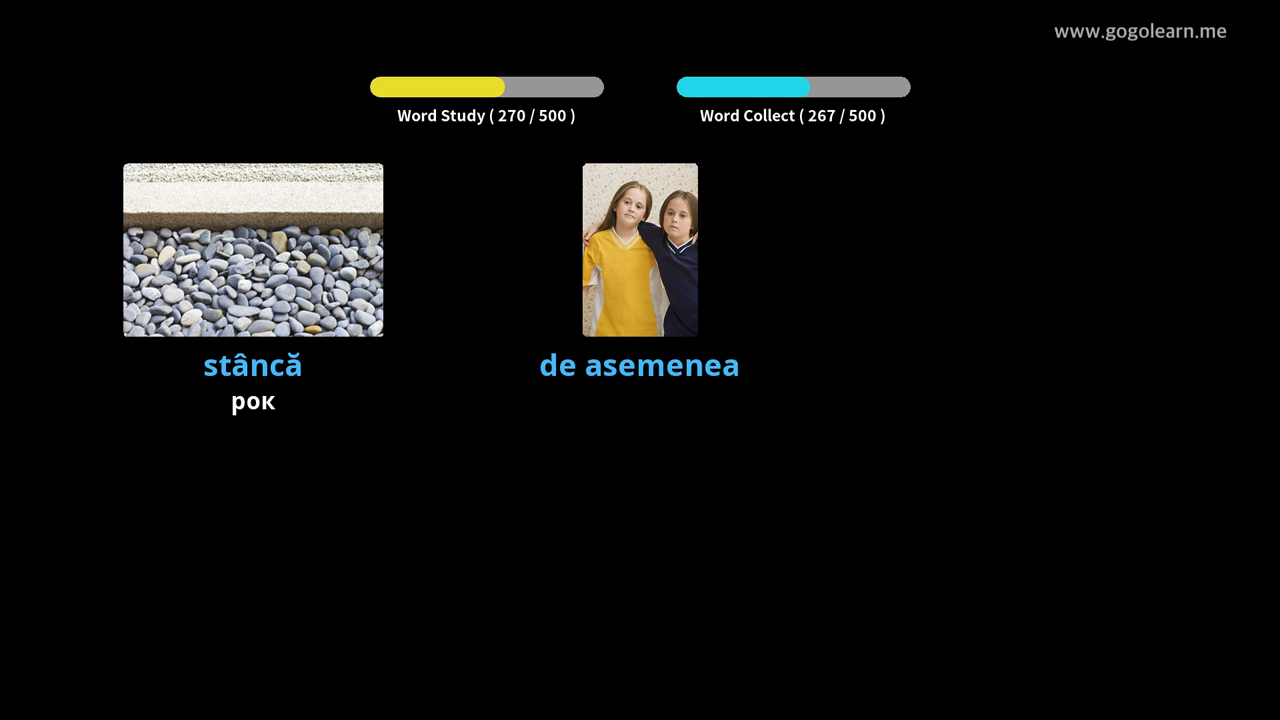 www.gogolearn.me
Word Study ( 270 / 500 )
Word Collect ( 267 / 500 )
stâncă
рок
de asemenea